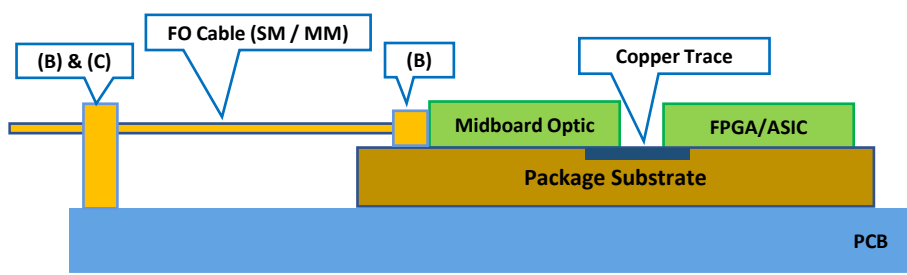 FO Cable (SM / MM)
(B) & (C)
(B)
Copper Trace
Midboard Optic
FPGA/ASIC
Package Substrate
PCB